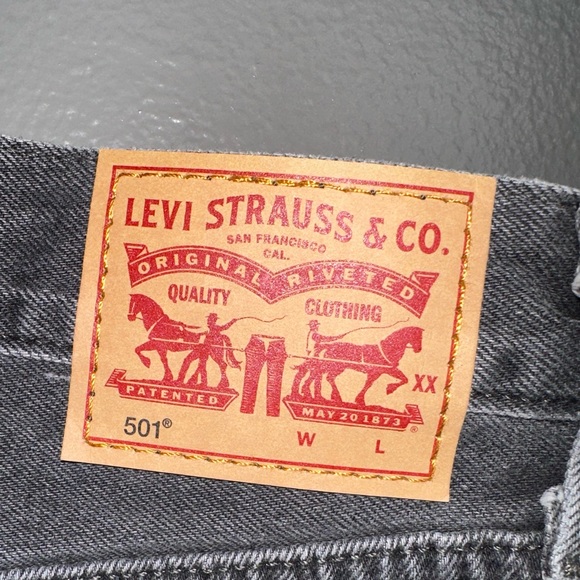 LEVI STRAUSS & CO.
SAN FRANCISCO
CAL.
ORIGINAL RIVETED
QUALITY CLOTHING
XX
PATENTED MAY 20 1873 ®
501®
W L